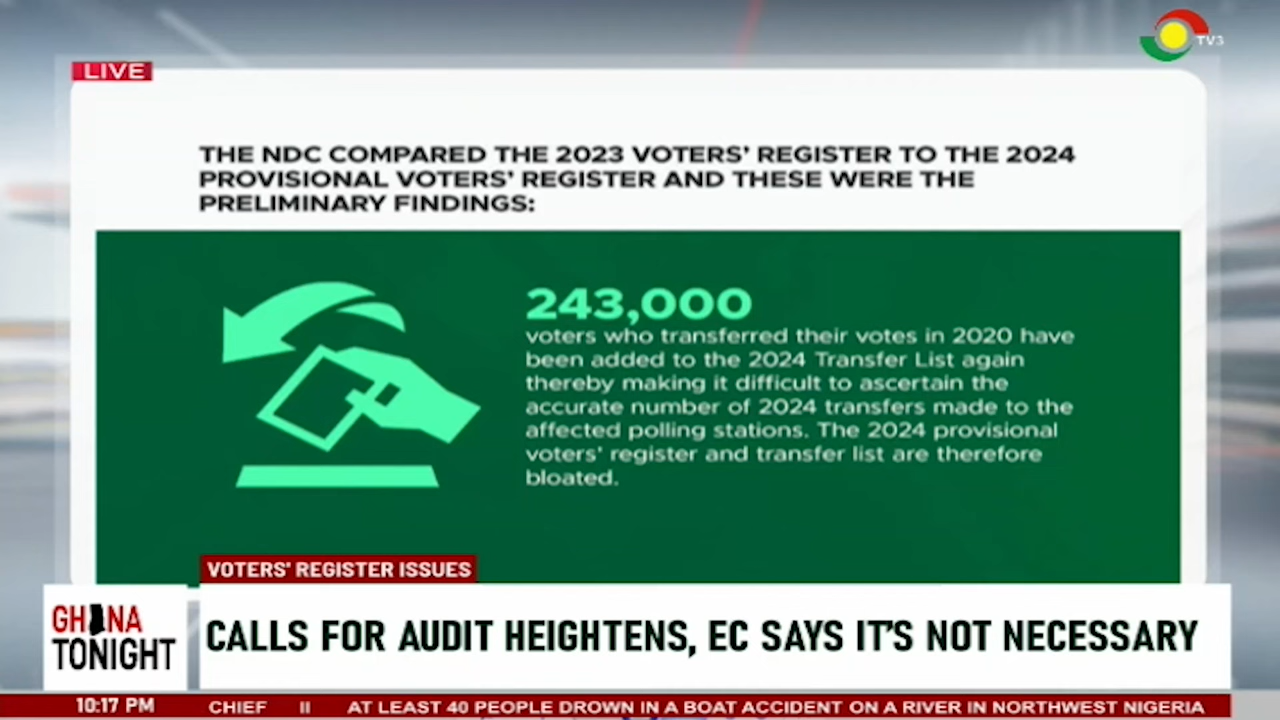 TV3
LIVE
THE NDC COMPARED THE 2023 VOTERS' REGISTER TO THE 2024
PROVISIONAL VOTERS' REGISTER AND THESE WERE THE
PRELIMINARY FINDINGS:
243,000
voters who transferred their votes in 2020 have
been added to the 2024 Transfer List again
thereby making it difficult to ascertain the
accurate number of 2024 transfers made to the
affected polling stations. The 2024 provisional
voters' register and transfer list are therefore
bloated.
VOTERS' REGISTER ISSUES
GHANA
TONIGHT
CALLS FOR AUDIT HEIGHTENS, EC SAYS IT'S NOT NECESSARY
10:17 PM CHIEF II AT LEAST 40 PEOPLE DROWN IN A BOAT ACCIDENT ON A RIVER IN NORTHWEST NIGERIA